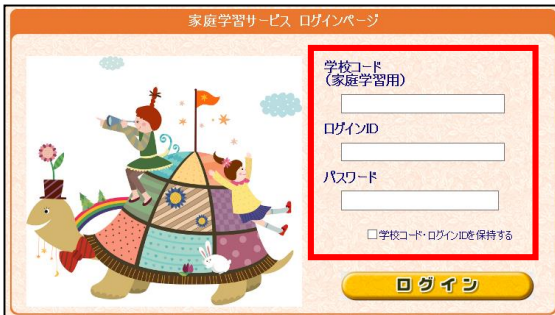 家庭学習サービス ログインページ
学校コード
（家庭学習用）
ログインID
パスワード
学校コード・ログインIDを保持する
ログイン